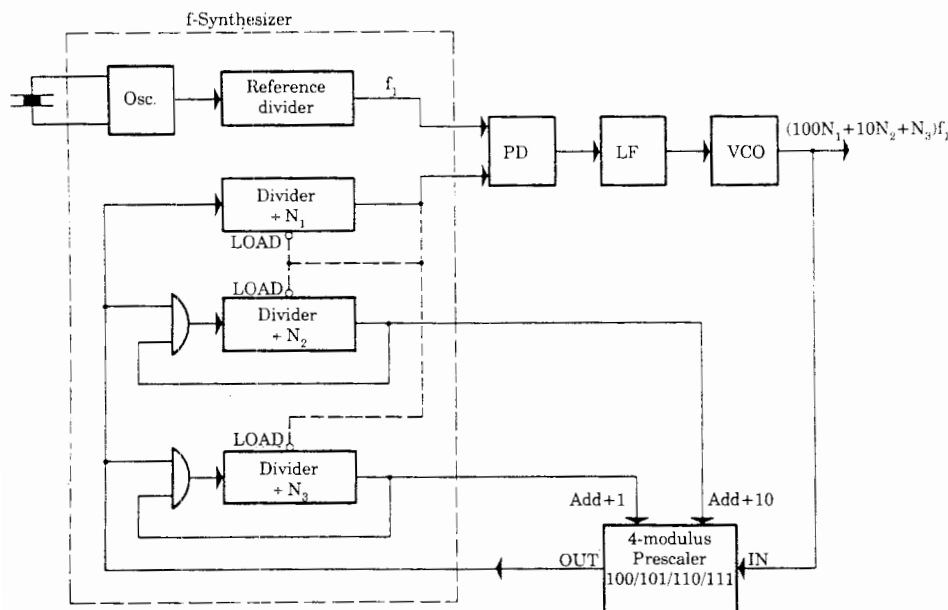 f-Synthesizer
Osc.
Reference
divider
f₁
PD
LF
VCO
(100N₁+10N₂+N₃)f₁
Divider
+ N₁
LOAD
LOAD
Divider
+ N₂
LOAD
Divider
+ N₃
Add+1
Add+10
4-modulus
Prescaler
100/101/110/111
OUT
IN